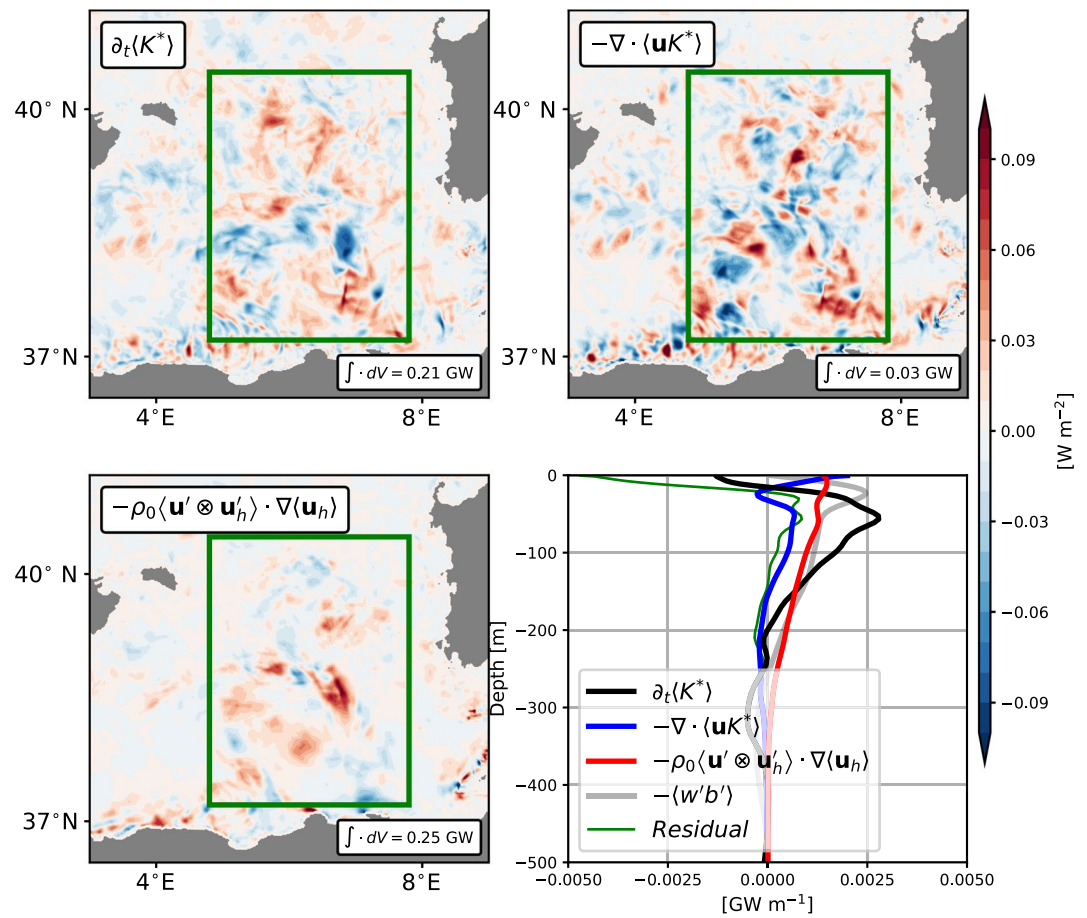 ∂ₜ⟨K*⟩
−∇ · ⟨𝐮K*⟩
40° N
37°N
∫ · dV = 0.21 GW
4°E
8°E
40° N
37°N
∫ · dV = 0.03 GW
4°E
8°E
0.09
0.06
0.03
0.00
−0.03
−0.06
−0.09
[W m⁻²]
−ρ₀⟨𝐮′ ⊗ 𝐮′ₕ⟩ · ∇⟨𝐮ₕ⟩
40° N
37°N
∫ · dV = 0.25 GW
4°E
8°E
0
−100
−200
−300
−400
−500
Depth [m]
∂ₜ⟨K*⟩
−∇ · ⟨𝐮K*⟩
−ρ₀⟨𝐮′ ⊗ 𝐮′ₕ⟩ · ∇⟨𝐮ₕ⟩
−⟨w′b′⟩
Residual
−0.0050
−0.0025
0.0000
0.0025
0.0050
[GW m⁻¹]